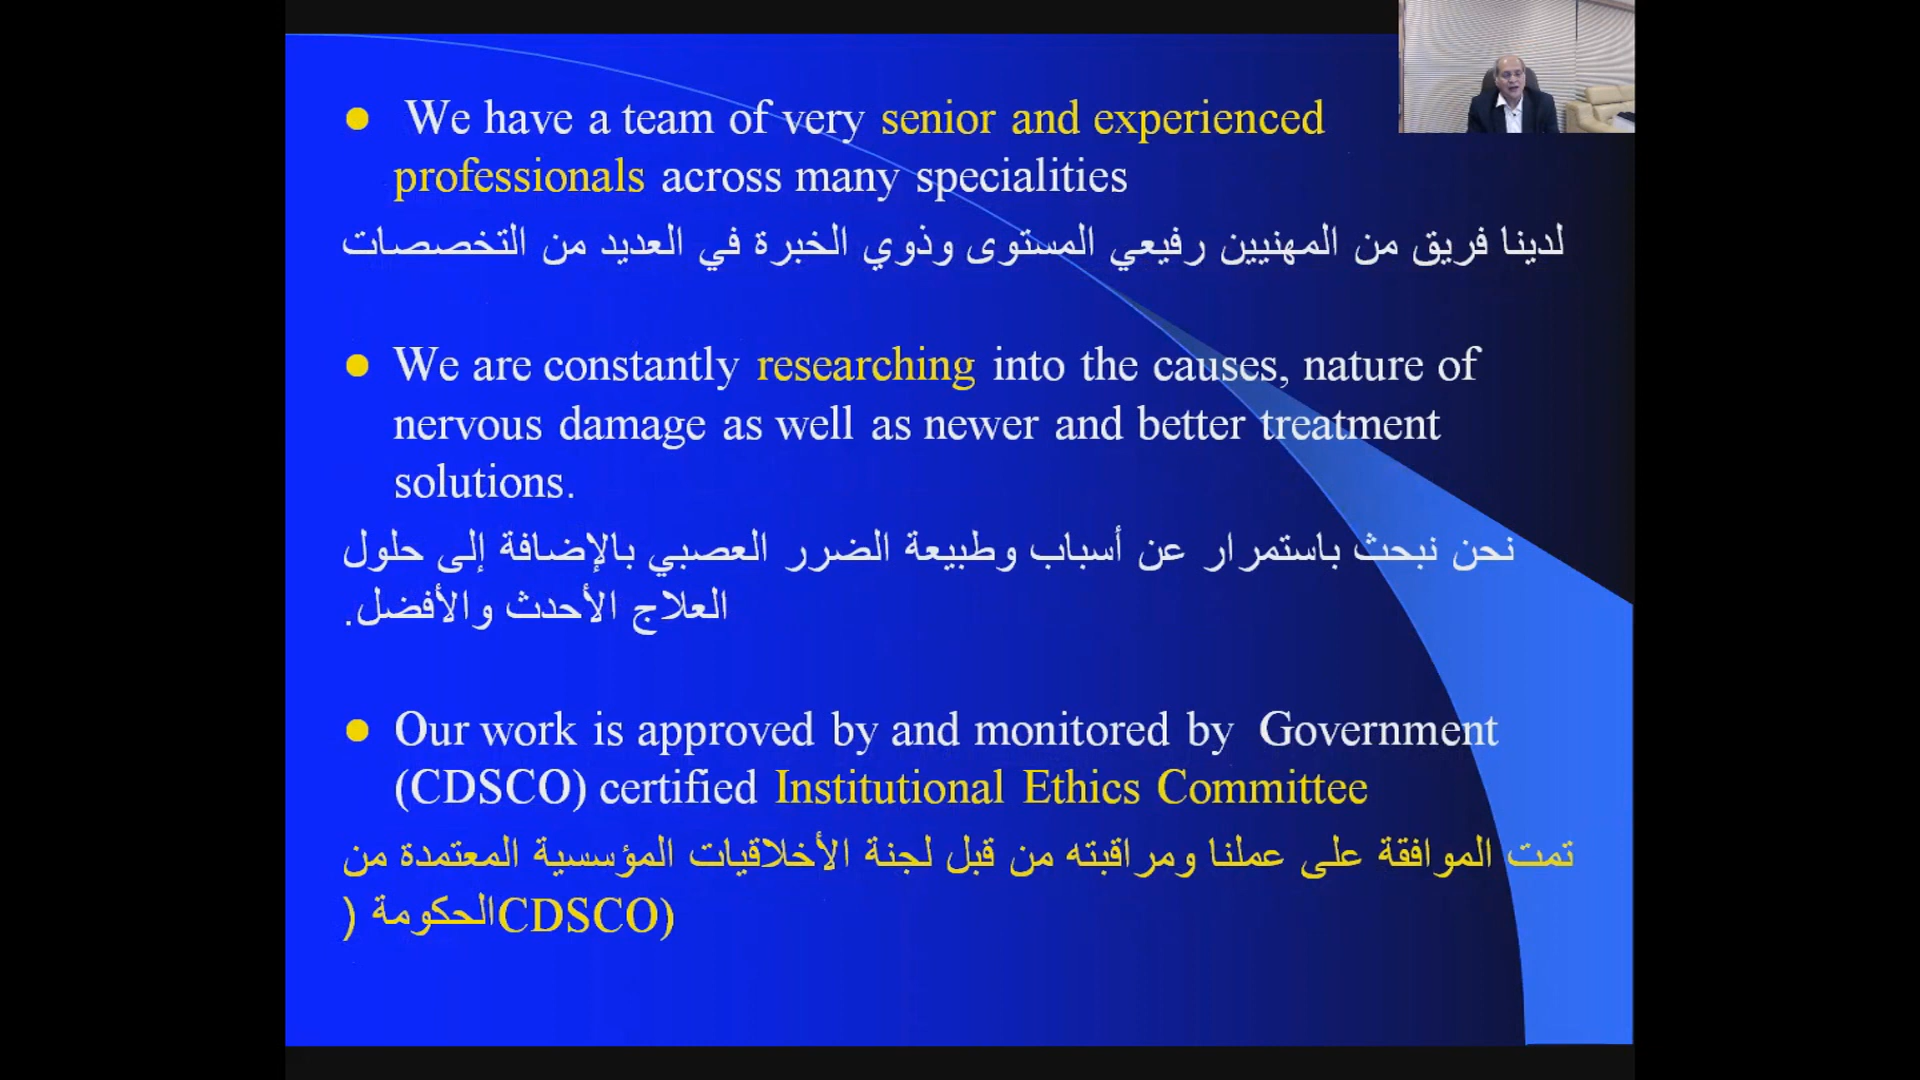 We have a team of very senior and experienced
professionals across many specialities
لدينا فريق من المهنيين رفيعي المستوى وذوي الخبرة في العديد من التخصصات
We are constantly researching into the causes, nature of
nervous damage as well as newer and better treatment
solutions.
نحن نبحث باستمرار عن أسباب وطبيعة الضرر العصبي بالإضافة إلى حلول
العلاج الأحدث والأفضل.
Our work is approved by and monitored by Government
(CDSCO) certified Institutional Ethics Committee
تمت الموافقة على عملنا ومراقبته من قبل لجنة الأخلاقيات المؤسسية المعتمدة من
) الحكومةCDSCO)